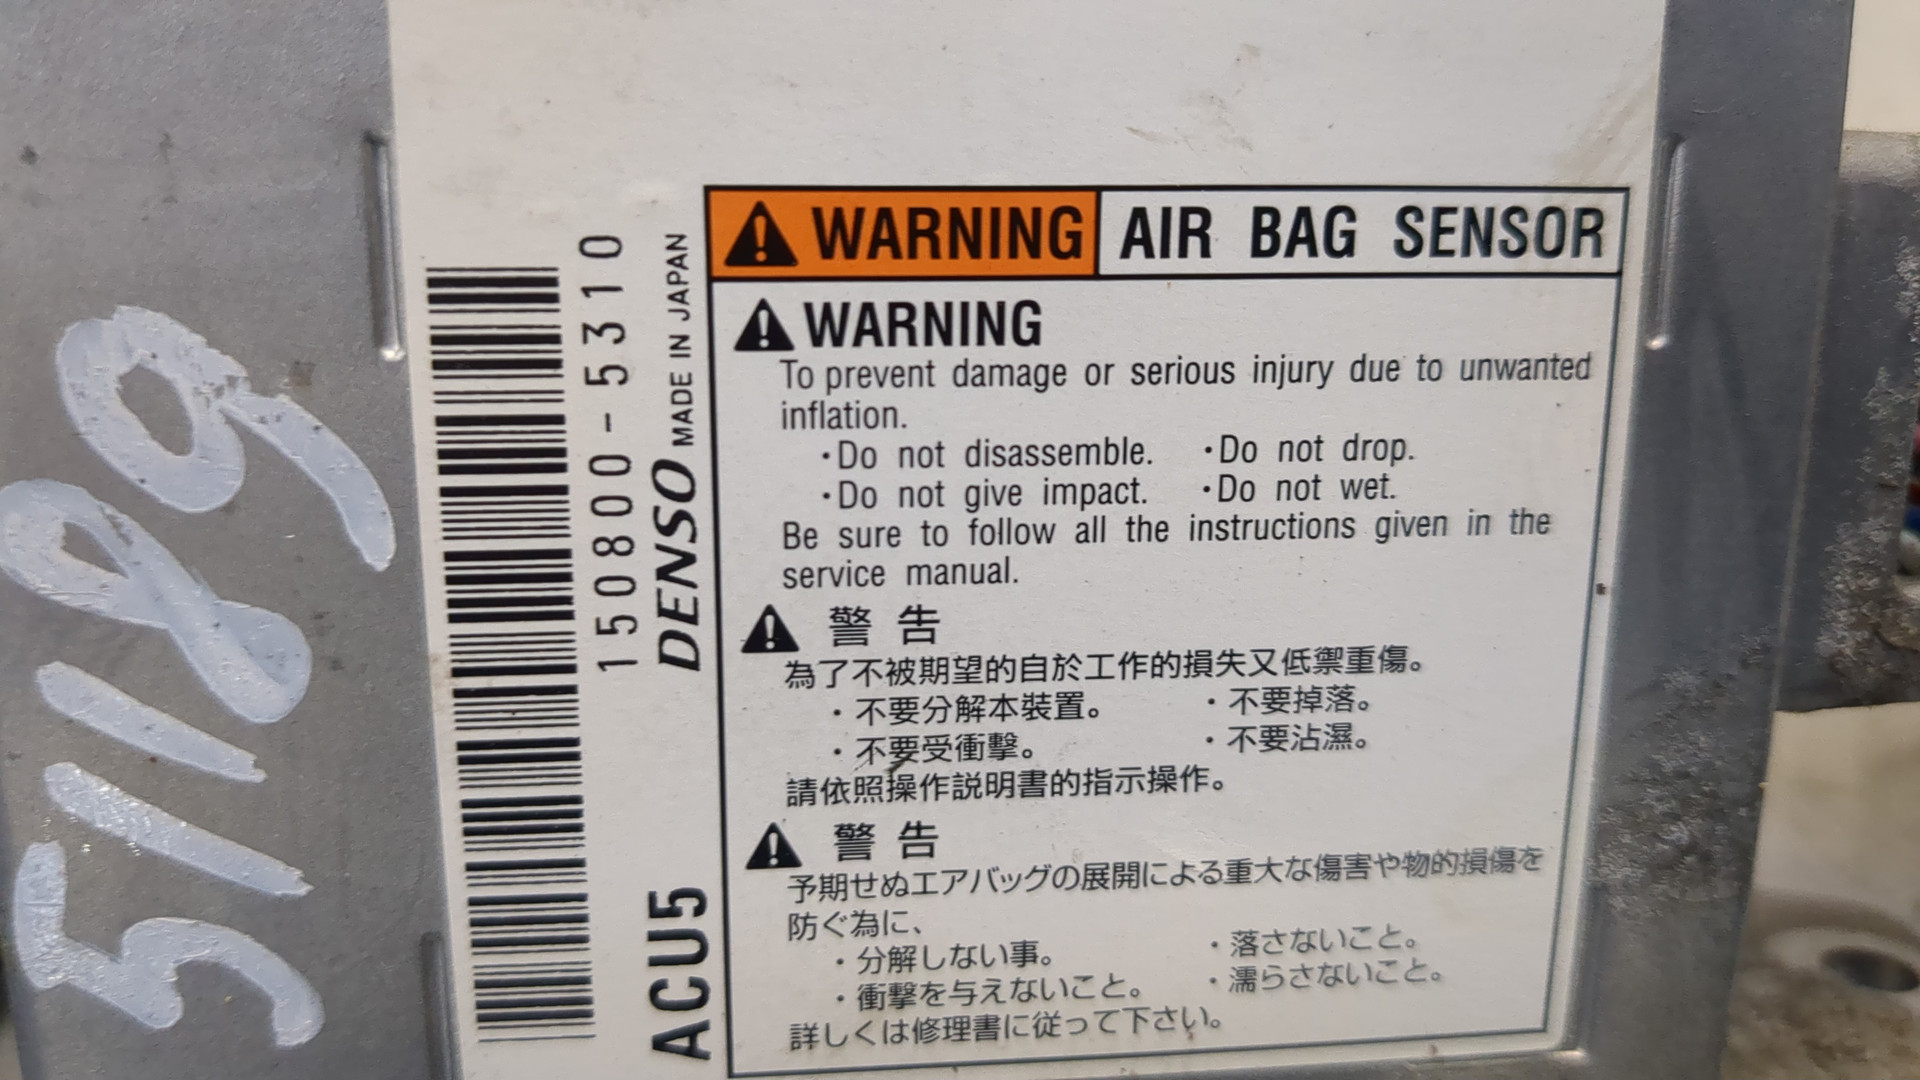 WARNING AIR BAG SENSOR
WARNING
To prevent damage or serious injury due to unwanted
inflation.
・Do not disassemble. ・Do not drop.
・Do not give impact. ・Do not wet.
Be sure to follow all the instructions given in the
service manual.
警告
為了不被期望的自於工作的損失又低禦重傷。
・不要分解本裝置。 ・不要掉落。
・不要受衝擊。 ・不要沾濕。
請依照操作説明書的指示操作。
警告
予期せぬエアバッグの展開による重大な傷害や物的損傷を
防ぐ為に、
・分解しない事。 ・落さないこと。
・衝撃を与えないこと。 ・濡らさないこと。
詳しくは修理書に従って下さい。
150800-5310
ACU5 DENSO MADE IN JAPAN
51189